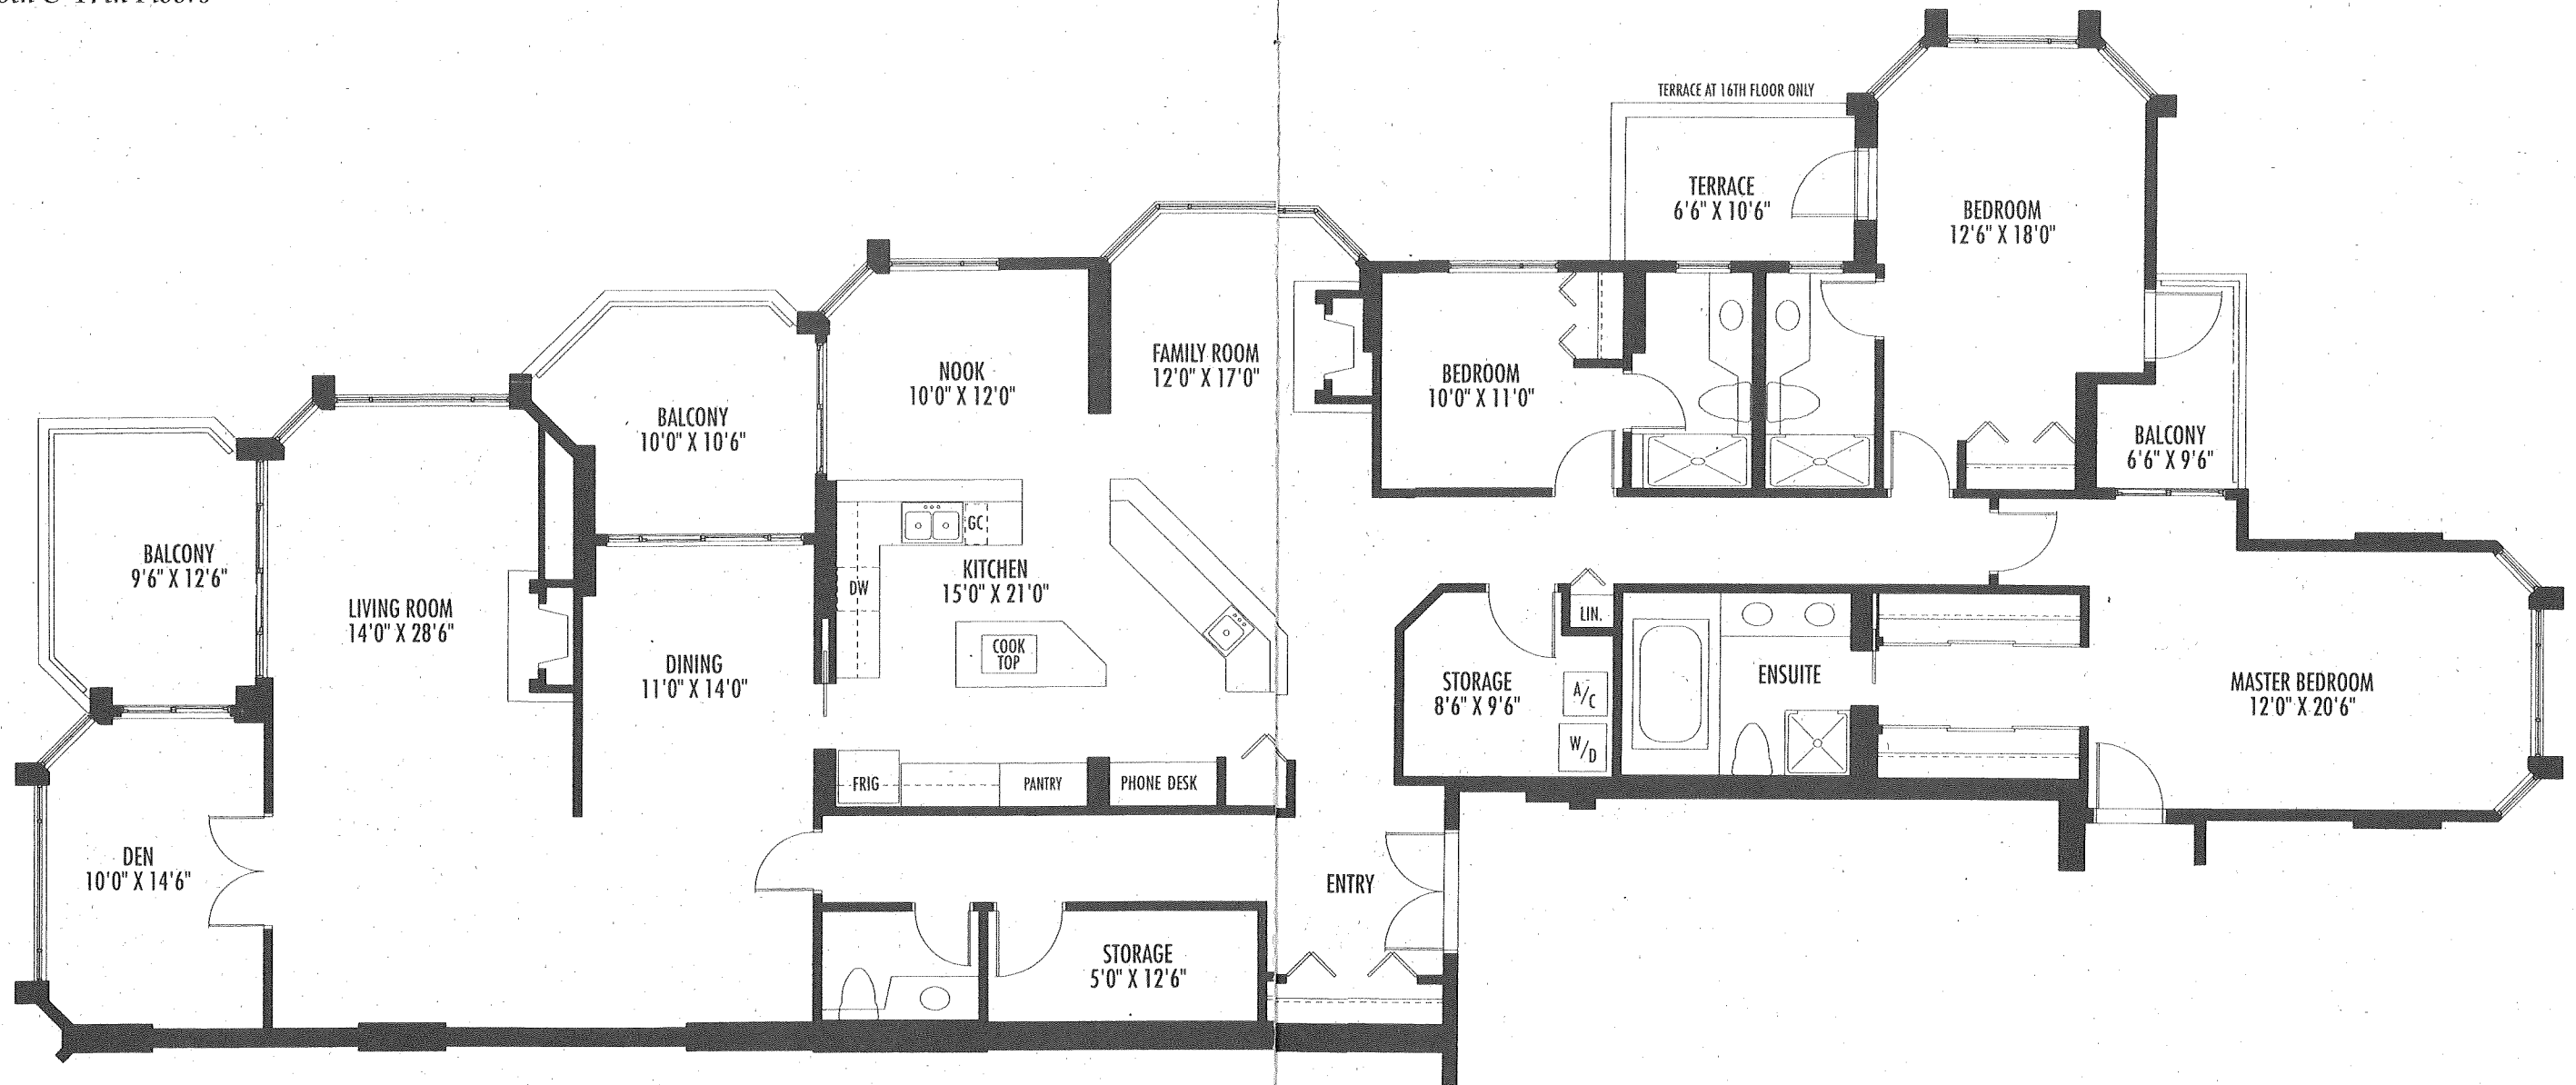 17th Floors
TERRACE AT 16TH FLOOR ONLY
TERRACE
6'6" X 10'6"
BEDROOM
12'6" X 18'0"
FAMILY ROOM
12'0" X 17'0"
NOOK
10'0" X 12'0"
BEDROOM
10'0" X 11'0"
BALCONY
10'0" X 10'6"
BALCONY
6'6" X 9'6"
GC
BALCONY
9'6" X 12'6"
KITCHEN
15'0" X 21'0"
DW
LIVING ROOM
14'0" X 28'6"
LIN.
COOK
TOP
DINING
11'0" X 14'0"
ENSUITE
STORAGE
8'6" X 9'6"
A/C
MASTER BEDROOM
12'0" X 20'6"
W/D
FRIG
PANTRY
PHONE DESK
DEN
10'0" X 14'6"
ENTRY
STORAGE
5'0" X 12'6"